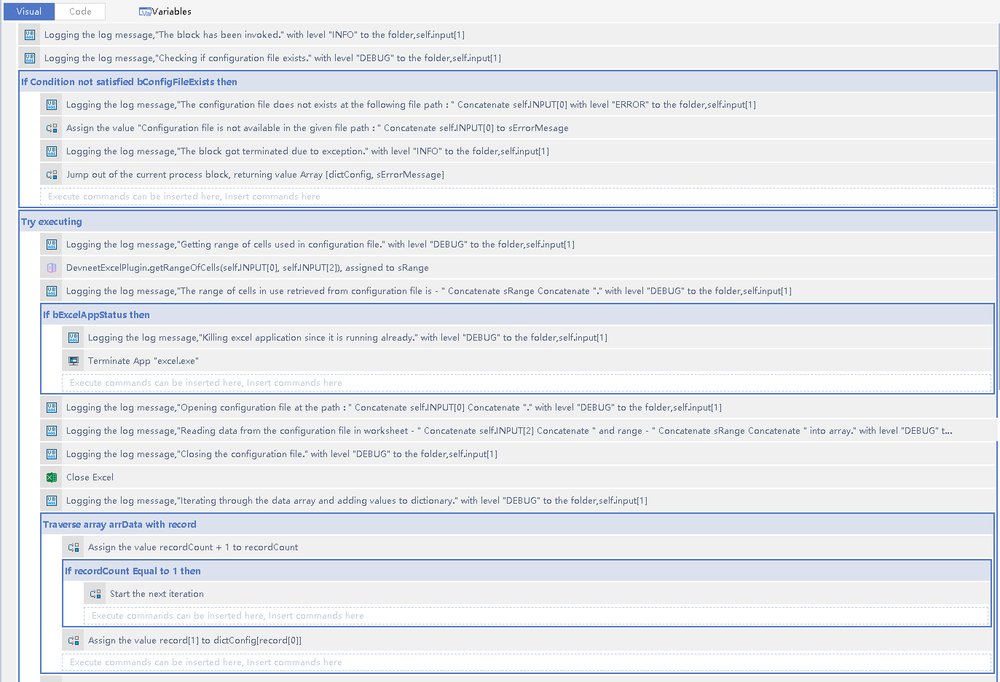 Visual
Code
Variables
Logging the log message,"The block has been invoked." with level "INFO" to the folder,self.input[1]
Logging the log message,"Checking if configuration file exists." with level "DEBUG" to the folder,self.input[1]
If Condition not satisfied bConfigFileExists then
Logging the log message,"The configuration file does not exists at the following file path : " Concatenate self.INPUT[0] with level "ERROR" to the folder,self.input[1]
Assign the value "Configuration file is not available in the given file path : " Concatenate self.INPUT[0] to sErrorMesage
Logging the log message,"The block got terminated due to exception." with level "INFO" to the folder,self.input[1]
Jump out of the current process block, returning value Array [dictConfig, sErrorMessage]
Execute commands can be inserted here, Insert commands here
Try executing
Logging the log message,"Getting range of cells used in configuration file." with level "DEBUG" to the folder,self.input[1]
DevneetExcelPlugin.getRangeOfCells(self.INPUT[0], self.INPUT[2]), assigned to sRange
Logging the log message,"The range of cells in use retrieved from configuration file is - " Concatenate sRange Concatenate "." with level "DEBUG" to the folder,self.input[1]
If bExcelAppStatus then
Logging the log message,"Killing excel application since it is running already." with level "DEBUG" to the folder,self.input[1]
Terminate App "excel.exe"
Execute commands can be inserted here, Insert commands here
Logging the log message,"Opening configuration file at the path : " Concatenate self.INPUT[0] Concatenate "." with level "DEBUG" to the folder,self.input[1]
Logging the log message,"Reading data from the configuration file in worksheet - " Concatenate self.INPUT[2] Concatenate " and range - " Concatenate sRange Concatenate " into array." with level "DEBUG" t...
Logging the log message,"Closing the configuration file." with level "DEBUG" to the folder,self.input[1]
Close Excel
Logging the log message,"Iterating through the data array and adding values to dictionary." with level "DEBUG" to the folder,self.input[1]
Traverse array arrData with record
Assign the value recordCount + 1 to recordCount
If recordCount Equal to 1 then
Start the next iteration
Execute commands can be inserted here, Insert commands here
Assign the value record[1] to dictConfig[record[0]]
Execute commands can be inserted here, Insert commands here